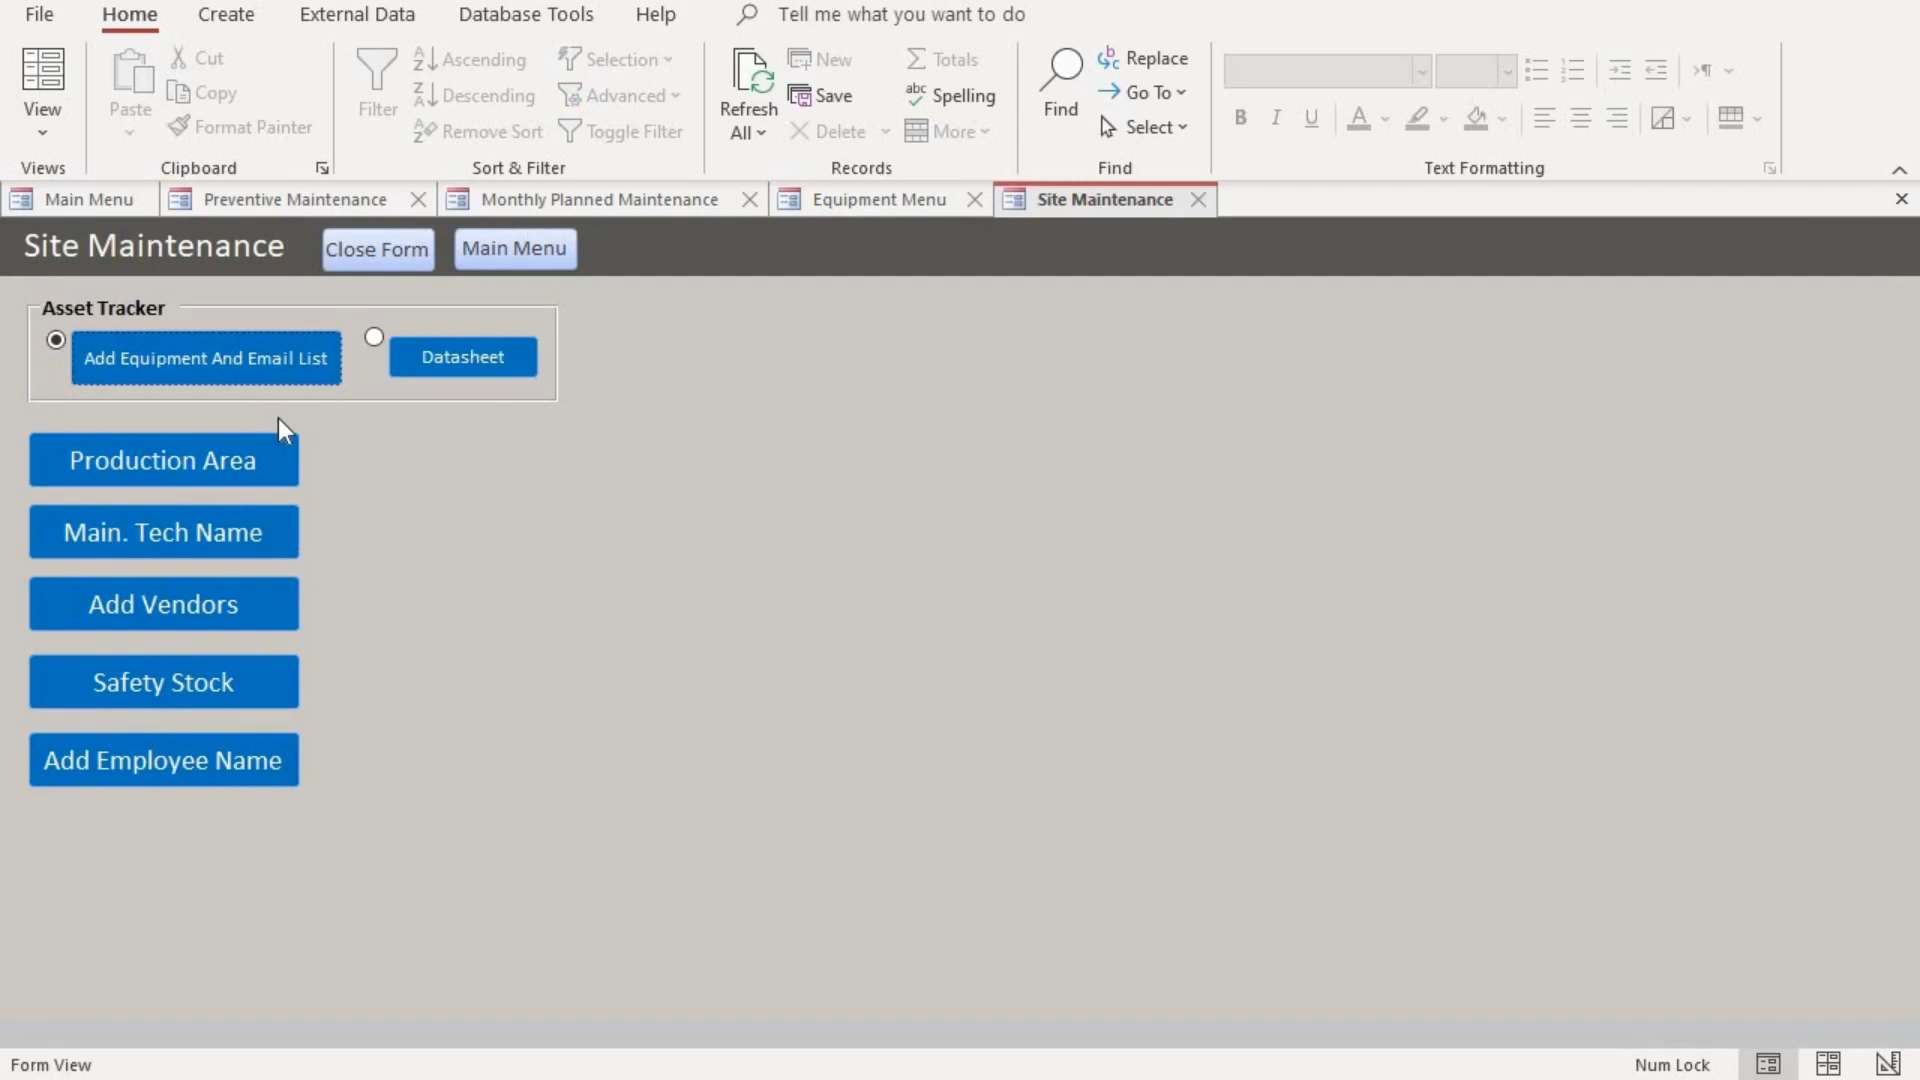 File Home Create External Data Database Tools Help Tell me what you want to do
View Paste Cut Copy Format Painter Filter Ascending Descending Remove Sort Selection Advanced Toggle Filter Refresh All New Save Delete Totals Spelling More Find Replace Go To Select B I U
Views Clipboard Sort & Filter Records Find Text Formatting
Main Menu Preventive Maintenance Monthly Planned Maintenance Equipment Menu Site Maintenance
Site Maintenance Close Form Main Menu
Asset Tracker
Add Equipment And Email List Datasheet
Production Area
Main. Tech Name
Add Vendors
Safety Stock
Add Employee Name
Form View Num Lock